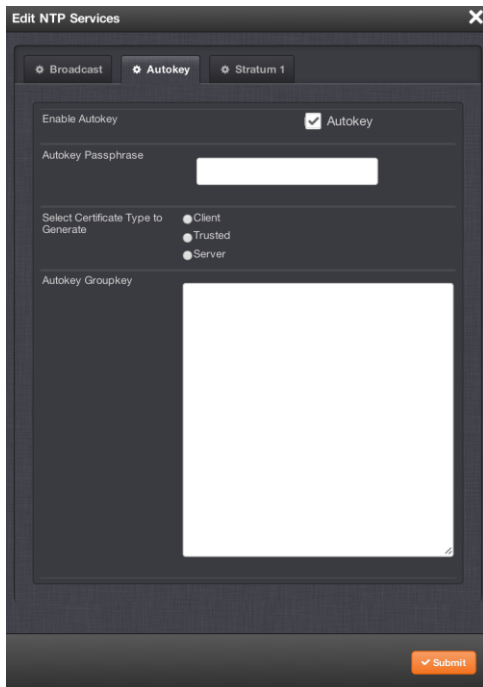 Edit NTP Services
Broadcast
Autokey
Stratum 1
Enable Autokey
Autokey
Autokey Passphrase
Select Certificate Type to
Generate
Client
Trusted
Server
Autokey Groupkey
Submit